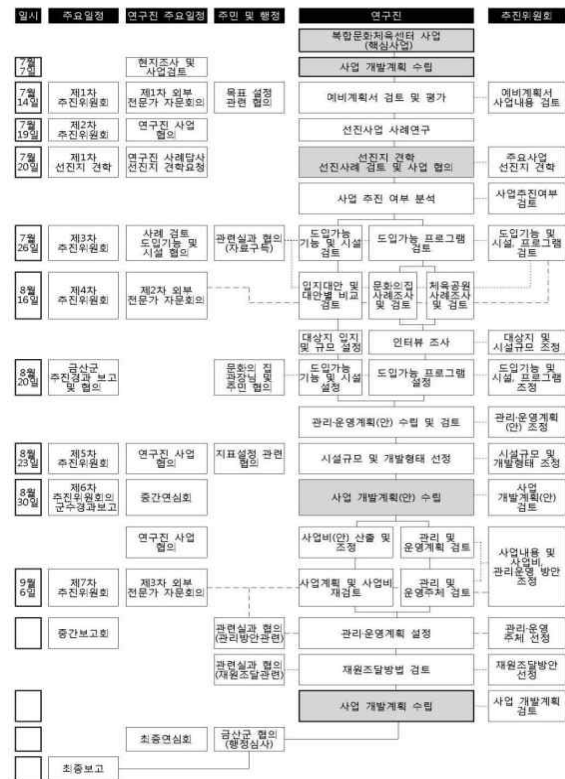 일시 주요일정 연구진 주요일정 주민 및 행정 연구진 추진위원회
복합문화체육센터 사업
(핵심사업)
7월
7일
현지조사 및
사업검토
사업 개발계획 수립
7월
14일
제1차
추진위원회
제1차 외부
전문가 자문회의
목표 설정
관련 협의
예비계획서 검토 및 평가
예비계획서
사업내용 검토
7월
19일
제2차
추진위원회
연구진 사업
협의
선진사업 사례연구
7월
20일
제1차
선진지 견학
연구진 사례답사
선진지 견학요청
선진지 견학
선진사례 검토 및 사업 협의
주요사업
선진지 견학
사업 추진 여부 분석
사업추진여부
검토
7월
26일
제3차
추진위원회
사례 검토
도입기능 및
시설 협의
관련실과 협의
(자료구득)
도입가능
기능 및 시설
검토
도입가능 프로그램
검토
도입기능 및
시설, 프로그램
검토
8월
16일
제4차
추진위원회
제2차 외부
전문가 자문회의
입지대안 및
대안별 비교
검토
문화의집
사례조사
및 검토
체육공원
사례조사
및 검토
대상지 입지
및 규모 설정
인터뷰 조사
대상지 및
시설규모 조정
8월
20일
금산군
추진경과 보고
및 협의
문화의 집
관장님 및
주민 협의
도입가능
기능 및 시설
설정
도입가능 프로그램
설정
도입기능 및
시설, 프로그램
조정
관리·운영계획(안) 수립 및 검토
관리·운영계획
(안) 조정
8월
23일
제5차
추진위원회
연구진 사업
협의
지표설정 관련
협의
시설규모 및 개발형태 선정
시설규모 및
개발형태 조정
8월
30일
제6차
추진위원회의
군수경과보고
중간연심회
사업 개발계획(안) 수립
사업
개발계획(안)
검토
연구진 사업
협의
사업비(안) 산출 및
조정
관리 및
운영계획 검토
사업내용 및
사업비,
관리운영 방안
조정
9월
6일
제7차
추진위원회
제3차 외부
전문가 자문회의
사업계획 및 사업비
재검토
관리 및
운영주체 검토
중간보고회
관련실과 협의
(관리방안관련)
관리·운영계획 설정
관리·운영
주체 선정
관련실과 협의
(재원조달관련)
재원조달방법 검토
재원조달방안
선정
사업 개발계획 수립
사업 개발계획
검토
최종연심회
금산군 협의
(행정심사)
최종보고